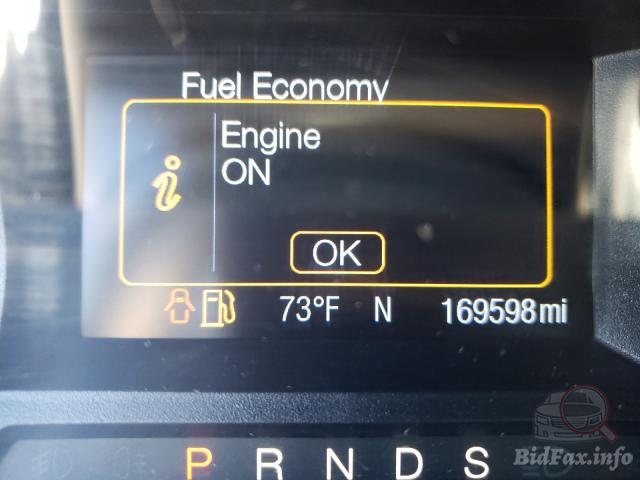 Fuel Economy
Engine
ON
OK
73°F N 169598mi
P R N D S
BidFax.info